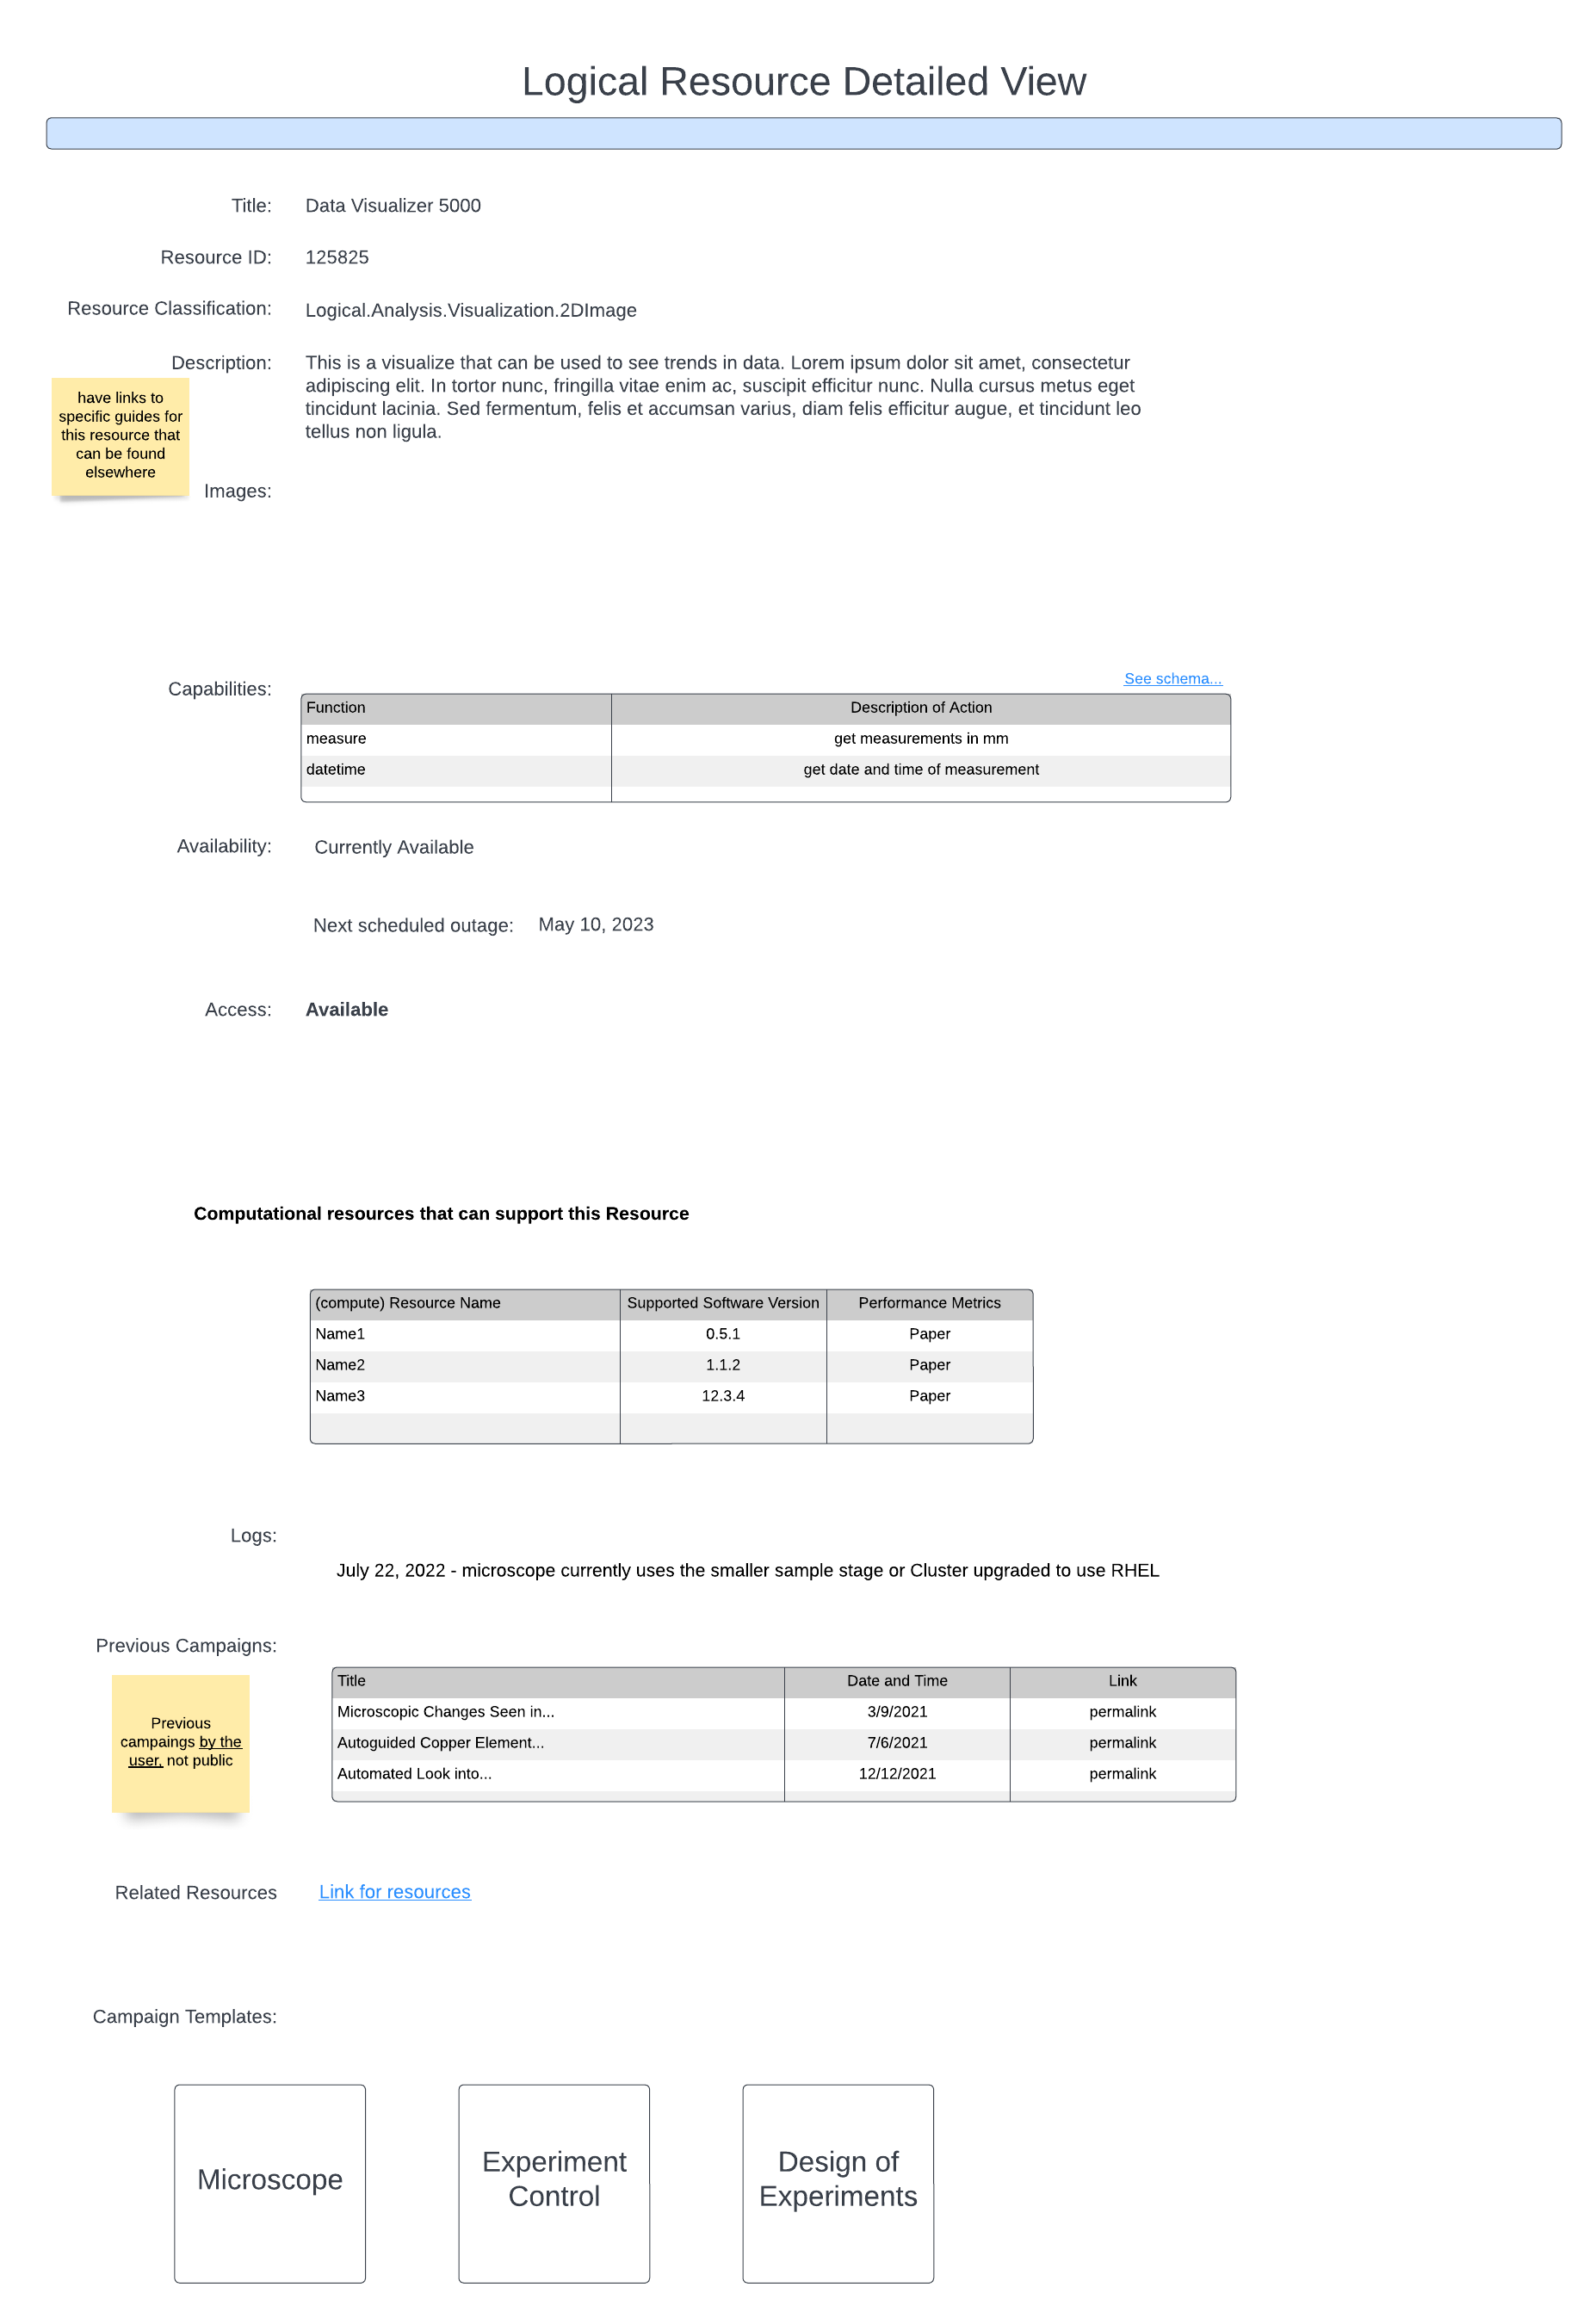 Logical Resource Detailed View
Title: Data Visualizer 5000
Resource ID: 125825
Resource Classification: Logical.Analysis.Visualization.2DImage
Description: This is a visualize that can be used to see trends in data. Lorem ipsum dolor sit amet, consectetur
adipiscing elit. In tortor nunc, fringilla vitae enim ac, suscipit efficitur nunc. Nulla cursus metus eget
tincidunt lacinia. Sed fermentum, felis et accumsan varius, diam felis efficitur augue, et tincidunt leo
tellus non ligula.
have links to
specific guides for
this resource that
can be found
elsewhere
Images:
See schema...
Capabilities:
Function Description of Action
measure get measurements in mm
datetime get date and time of measurement
Availability: Currently Available
Next scheduled outage: May 10, 2023
Access: Available
Computational resources that can support this Resource
(compute) Resource Name Supported Software Version Performance Metrics
Name1 0.5.1 Paper
Name2 1.1.2 Paper
Name3 12.3.4 Paper
Logs:
July 22, 2022 - microscope currently uses the smaller sample stage or Cluster upgraded to use RHEL
Previous Campaigns:
Previous
campaings by the
user, not public
Title Date and Time Link
Microscopic Changes Seen in... 3/9/2021 permalink
Autoguided Copper Element... 7/6/2021 permalink
Automated Look into... 12/12/2021 permalink
Related Resources Link for resources
Campaign Templates:
Microscope
Experiment
Control
Design of
Experiments